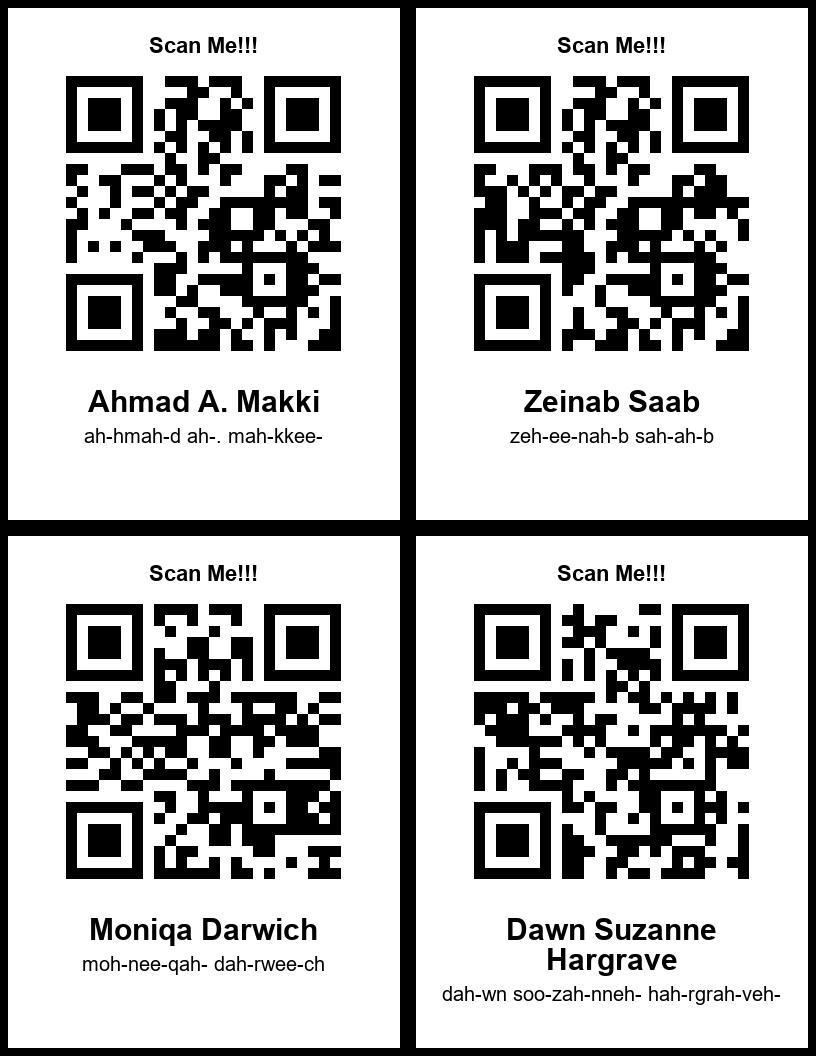 Scan Me!!!
Ahmad A. Makki
ah-hmah-d ah-. mah-kkee-
Scan Me!!!
Zeinab Saab
zeh-ee-nah-b sah-ah-b
Scan Me!!!
Moniqa Darwich
moh-nee-qah- dah-rwee-ch
Scan Me!!!
Dawn Suzanne
Hargrave
dah-wn soo-zah-nneh- hah-rgrah-veh-